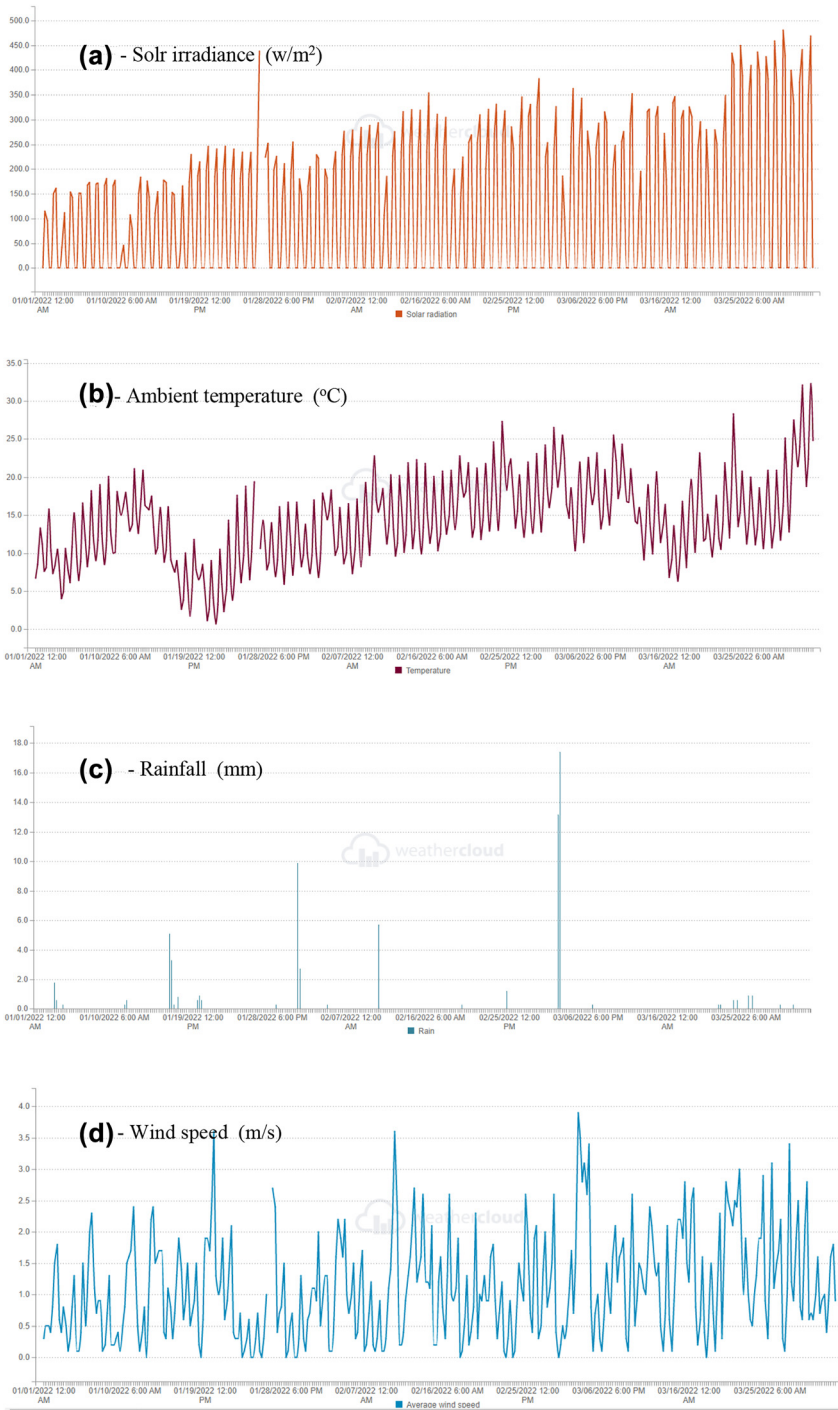 500.0
(a) - Solr irradiance (w/m²)
450.0
400.0
350.0
300.0
weathercloud
250.0
200.0
150.0
100.0
50.0
0.0
01/01/2022 12:00 AM
01/10/2022 6:00 AM
01/19/2022 12:00 PM
01/28/2022 6:00 PM
02/07/2022 12:00 AM
02/16/2022 6:00 AM
02/25/2022 12:00 PM
03/06/2022 6:00 PM
03/16/2022 12:00 AM
03/25/2022 6:00 AM
Solar radiation
35.0
(b) - Ambient temperature (ºC)
30.0
25.0
20.0
15.0
10.0
5.0
0.0
01/01/2022 12:00 AM
01/10/2022 6:00 AM
01/19/2022 12:00 PM
01/28/2022 6:00 PM
02/07/2022 12:00 AM
02/16/2022 6:00 AM
02/25/2022 12:00 PM
03/06/2022 6:00 PM
03/16/2022 12:00 AM
03/25/2022 6:00 AM
Temperature
18.0
(c) - Rainfall (mm)
16.0
14.0
12.0
weathercloud
10.0
8.0
6.0
4.0
2.0
0.0
01/01/2022 12:00 AM
01/10/2022 6:00 AM
01/19/2022 12:00 PM
01/28/2022 6:00 PM
02/07/2022 12:00 AM
02/16/2022 6:00 AM
02/25/2022 12:00 PM
03/06/2022 6:00 PM
03/16/2022 12:00 AM
03/25/2022 6:00 AM
Rain
4.0
(d) - Wind speed (m/s)
3.5
3.0
2.5
weathercloud
2.0
1.5
1.0
0.5
0.0
01/01/2022 12:00 AM
01/10/2022 6:00 AM
01/19/2022 12:00 PM
01/28/2022 6:00 PM
02/07/2022 12:00 AM
02/16/2022 6:00 AM
02/25/2022 12:00 PM
03/06/2022 6:00 PM
03/16/2022 12:00 AM
03/25/2022 6:00 AM
Average wind speed